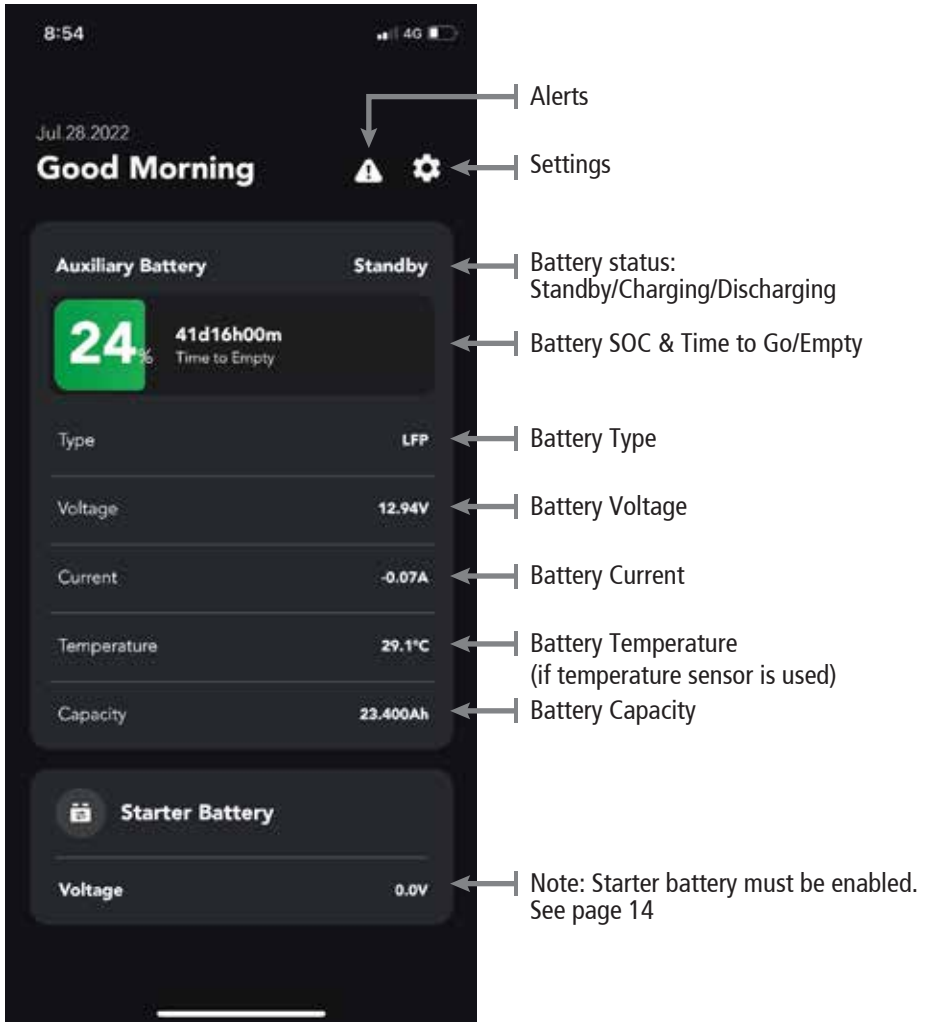 8:54
4G
Alerts
Jul.28.2022
Good Morning
Settings
Auxiliary Battery Standby
Battery status:
Standby/Charging/Discharging
24%
41d16h00m
Time to Empty
Battery SOC & Time to Go/Empty
Type LFP
Battery Type
Voltage 12.94V
Battery Voltage
Current -0.07A
Battery Current
Temperature 29.1°C
Battery Temperature
(if temperature sensor is used)
Capacity 23.400Ah
Battery Capacity
Starter Battery
Voltage 0.0V
Note: Starter battery must be enabled.
See page 14